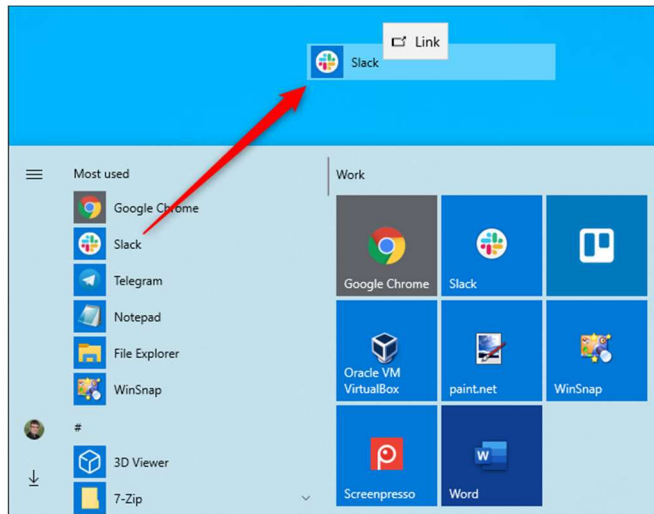 Link
Slack
Most used
Google Chrome
Slack
Telegram
Notepad
File Explorer
WinSnap
#
3D Viewer
7-Zip
Work
Google Chrome
Slack
Oracle VM
VirtualBox
paint.net
WinSnap
Screenpresso
W
Word